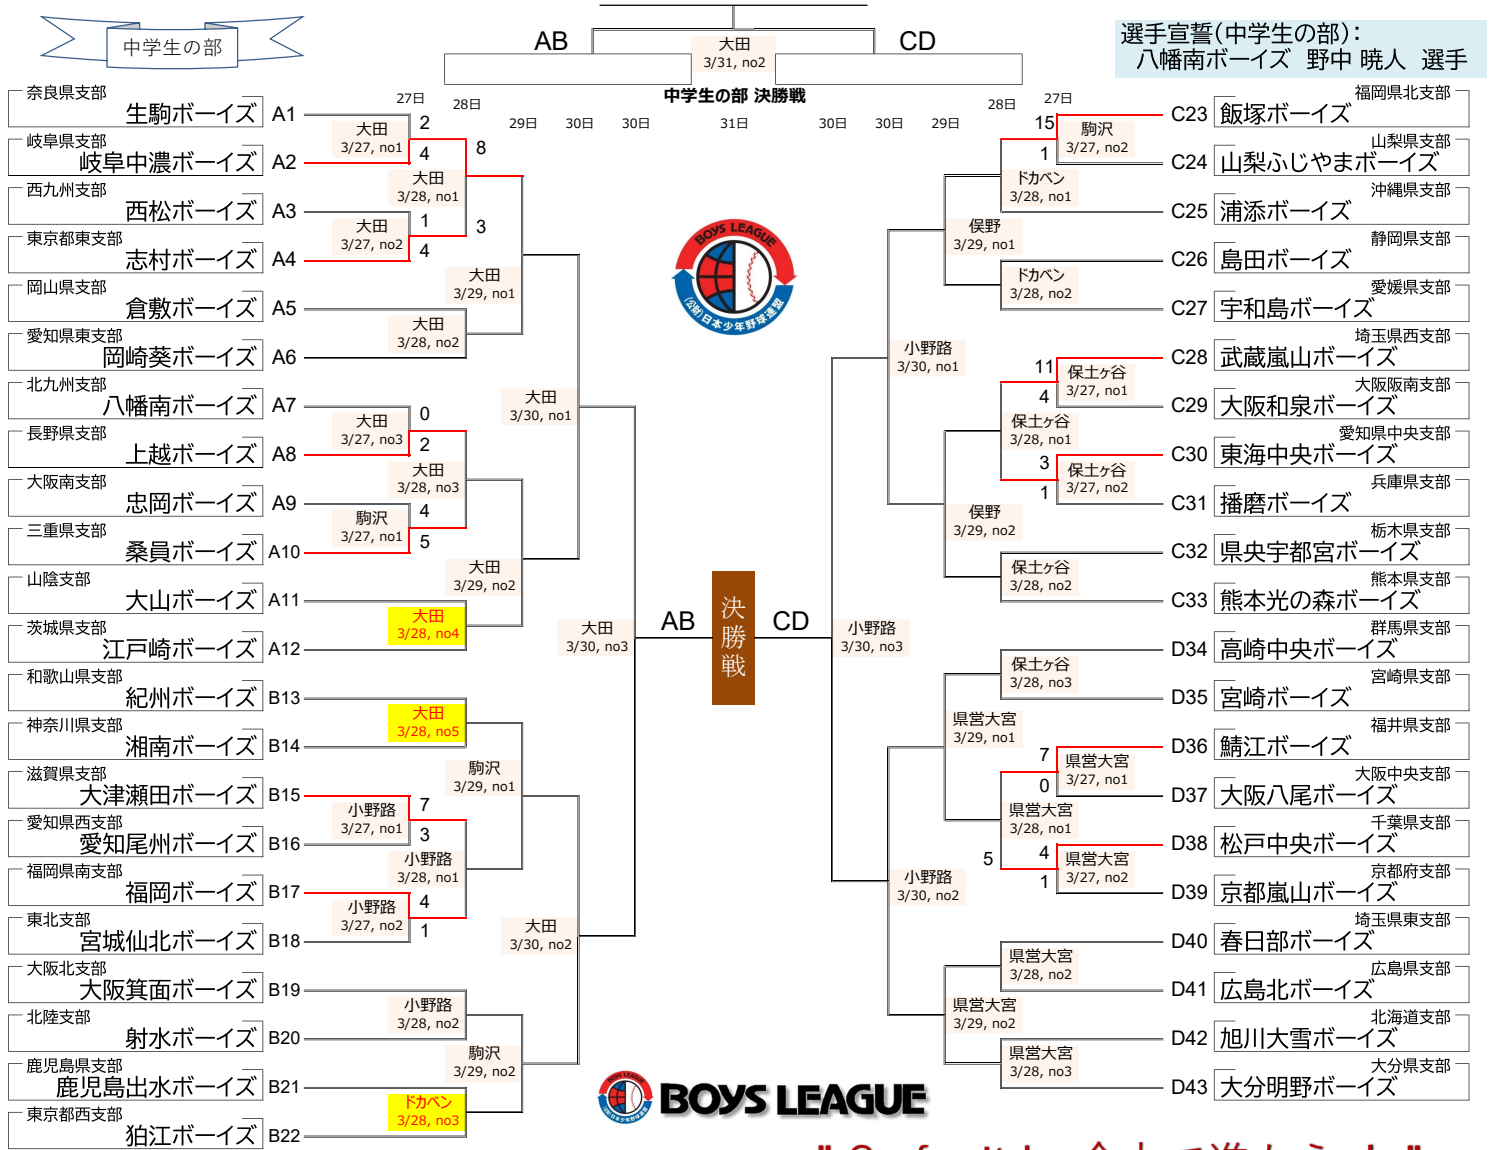 中学生の部
AB
CD
大田
3/31, no2
中学生の部 決勝戦
選手宣誓(中学生の部):
八幡南ボーイズ 野中 暁人 選手
27日
28日
29日
30日
30日
31日
30日
30日
29日
28日
27日
奈良県支部
生駒ボーイズ A1
岐阜県支部
岐阜中濃ボーイズ A2
西九州支部
西松ボーイズ A3
東京都東支部
志村ボーイズ A4
岡山県支部
倉敷ボーイズ A5
愛知県東支部
岡崎葵ボーイズ A6
北九州支部
八幡南ボーイズ A7
長野県支部
上越ボーイズ A8
大阪南支部
忠岡ボーイズ A9
三重県支部
桑員ボーイズ A10
山陰支部
大山ボーイズ A11
茨城県支部
江戸崎ボーイズ A12
和歌山県支部
紀州ボーイズ B13
神奈川県支部
湘南ボーイズ B14
滋賀県支部
大津瀬田ボーイズ B15
愛知県西支部
愛知尾州ボーイズ B16
福岡県南支部
福岡ボーイズ B17
東北支部
宮城仙北ボーイズ B18
大阪北支部
大阪箕面ボーイズ B19
北陸支部
射水ボーイズ B20
鹿児島県支部
鹿児島出水ボーイズ B21
東京都西支部
狛江ボーイズ B22
2
大田
3/27, no1
4
8
大田
3/28, no1
1
大田
3/27, no2
4
3
大田
3/29, no1
大田
3/28, no2
大田
3/30, no1
0
大田
3/27, no3
2
大田
3/28, no3
4
駒沢
3/27, no1
5
大田
3/29, no2
大田
3/28, no4
大田
3/30, no3
大田
3/28, no5
駒沢
3/29, no1
7
小野路
3/27, no1
3
小野路
3/28, no1
4
小野路
3/27, no2
1
大田
3/30, no2
小野路
3/28, no2
駒沢
3/29, no2
ドカベン
3/28, no3
BOYS LEAGUE
(公財)日本少年野球連盟
AB
決勝戦
CD
BOYS LEAGUE
(公財)日本少年野球連盟
BOYS LEAGUE
15
駒沢
3/27, no2
1
ドカベン
3/28, no1
俣野
3/29, no1
ドカベン
3/28, no2
小野路
3/30, no1
11
保土ヶ谷
3/27, no1
4
保土ヶ谷
3/28, no1
3
保土ヶ谷
3/27, no2
1
俣野
3/29, no2
保土ヶ谷
3/28, no2
小野路
3/30, no3
保土ヶ谷
3/28, no3
県営大宮
3/29, no1
7
県営大宮
3/27, no1
0
県営大宮
3/28, no1
5
4
県営大宮
3/27, no2
1
小野路
3/30, no2
県営大宮
3/28, no2
県営大宮
3/29, no2
県営大宮
3/28, no3
福岡県北支部
C23 飯塚ボーイズ
山梨県支部
C24 山梨ふじやまボーイズ
沖縄県支部
C25 浦添ボーイズ
静岡県支部
C26 島田ボーイズ
愛媛県支部
C27 宇和島ボーイズ
埼玉県西支部
C28 武蔵嵐山ボーイズ
大阪阪南支部
C29 大阪和泉ボーイズ
愛知県中央支部
C30 東海中央ボーイズ
兵庫県支部
C31 播磨ボーイズ
栃木県支部
C32 県央宇都宮ボーイズ
熊本県支部
C33 熊本光の森ボーイズ
群馬県支部
D34 高崎中央ボーイズ
宮崎県支部
D35 宮崎ボーイズ
福井県支部
D36 鯖江ボーイズ
大阪中央支部
D37 大阪八尾ボーイズ
千葉県支部
D38 松戸中央ボーイズ
京都府支部
D39 京都嵐山ボーイズ
埼玉県東支部
D40 春日部ボーイズ
広島県支部
D41 広島北ボーイズ
北海道支部
D42 旭川大雪ボーイズ
大分県支部
D43 大分明野ボーイズ